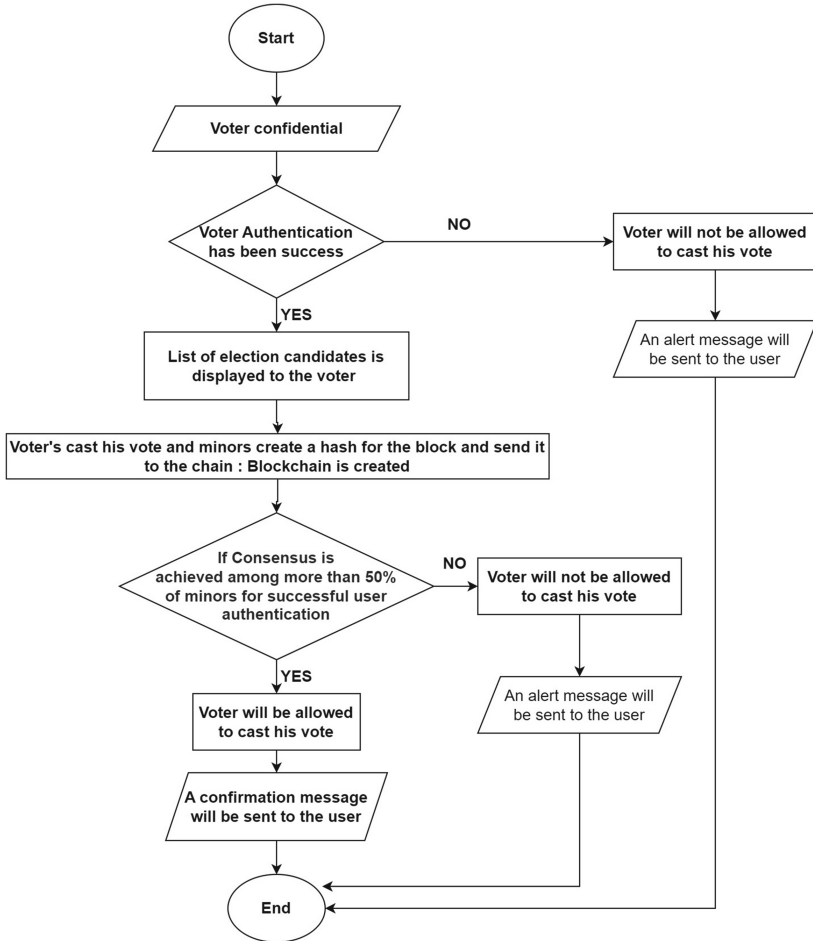 Start
Voter confidential
Voter Authentication
has been success
NO
Voter will not be allowed
to cast his vote
An alert message will
be sent to the user
YES
List of election candidates is
displayed to the voter
Voter's cast his vote and minors create a hash for the block and send it
to the chain : Blockchain is created
If Consensus is
achieved among more than 50%
of minors for successful user
authentication
NO
Voter will not be allowed
to cast his vote
An alert message will
be sent to the user
YES
Voter will be allowed
to cast his vote
A confirmation message
will be sent to the user
End